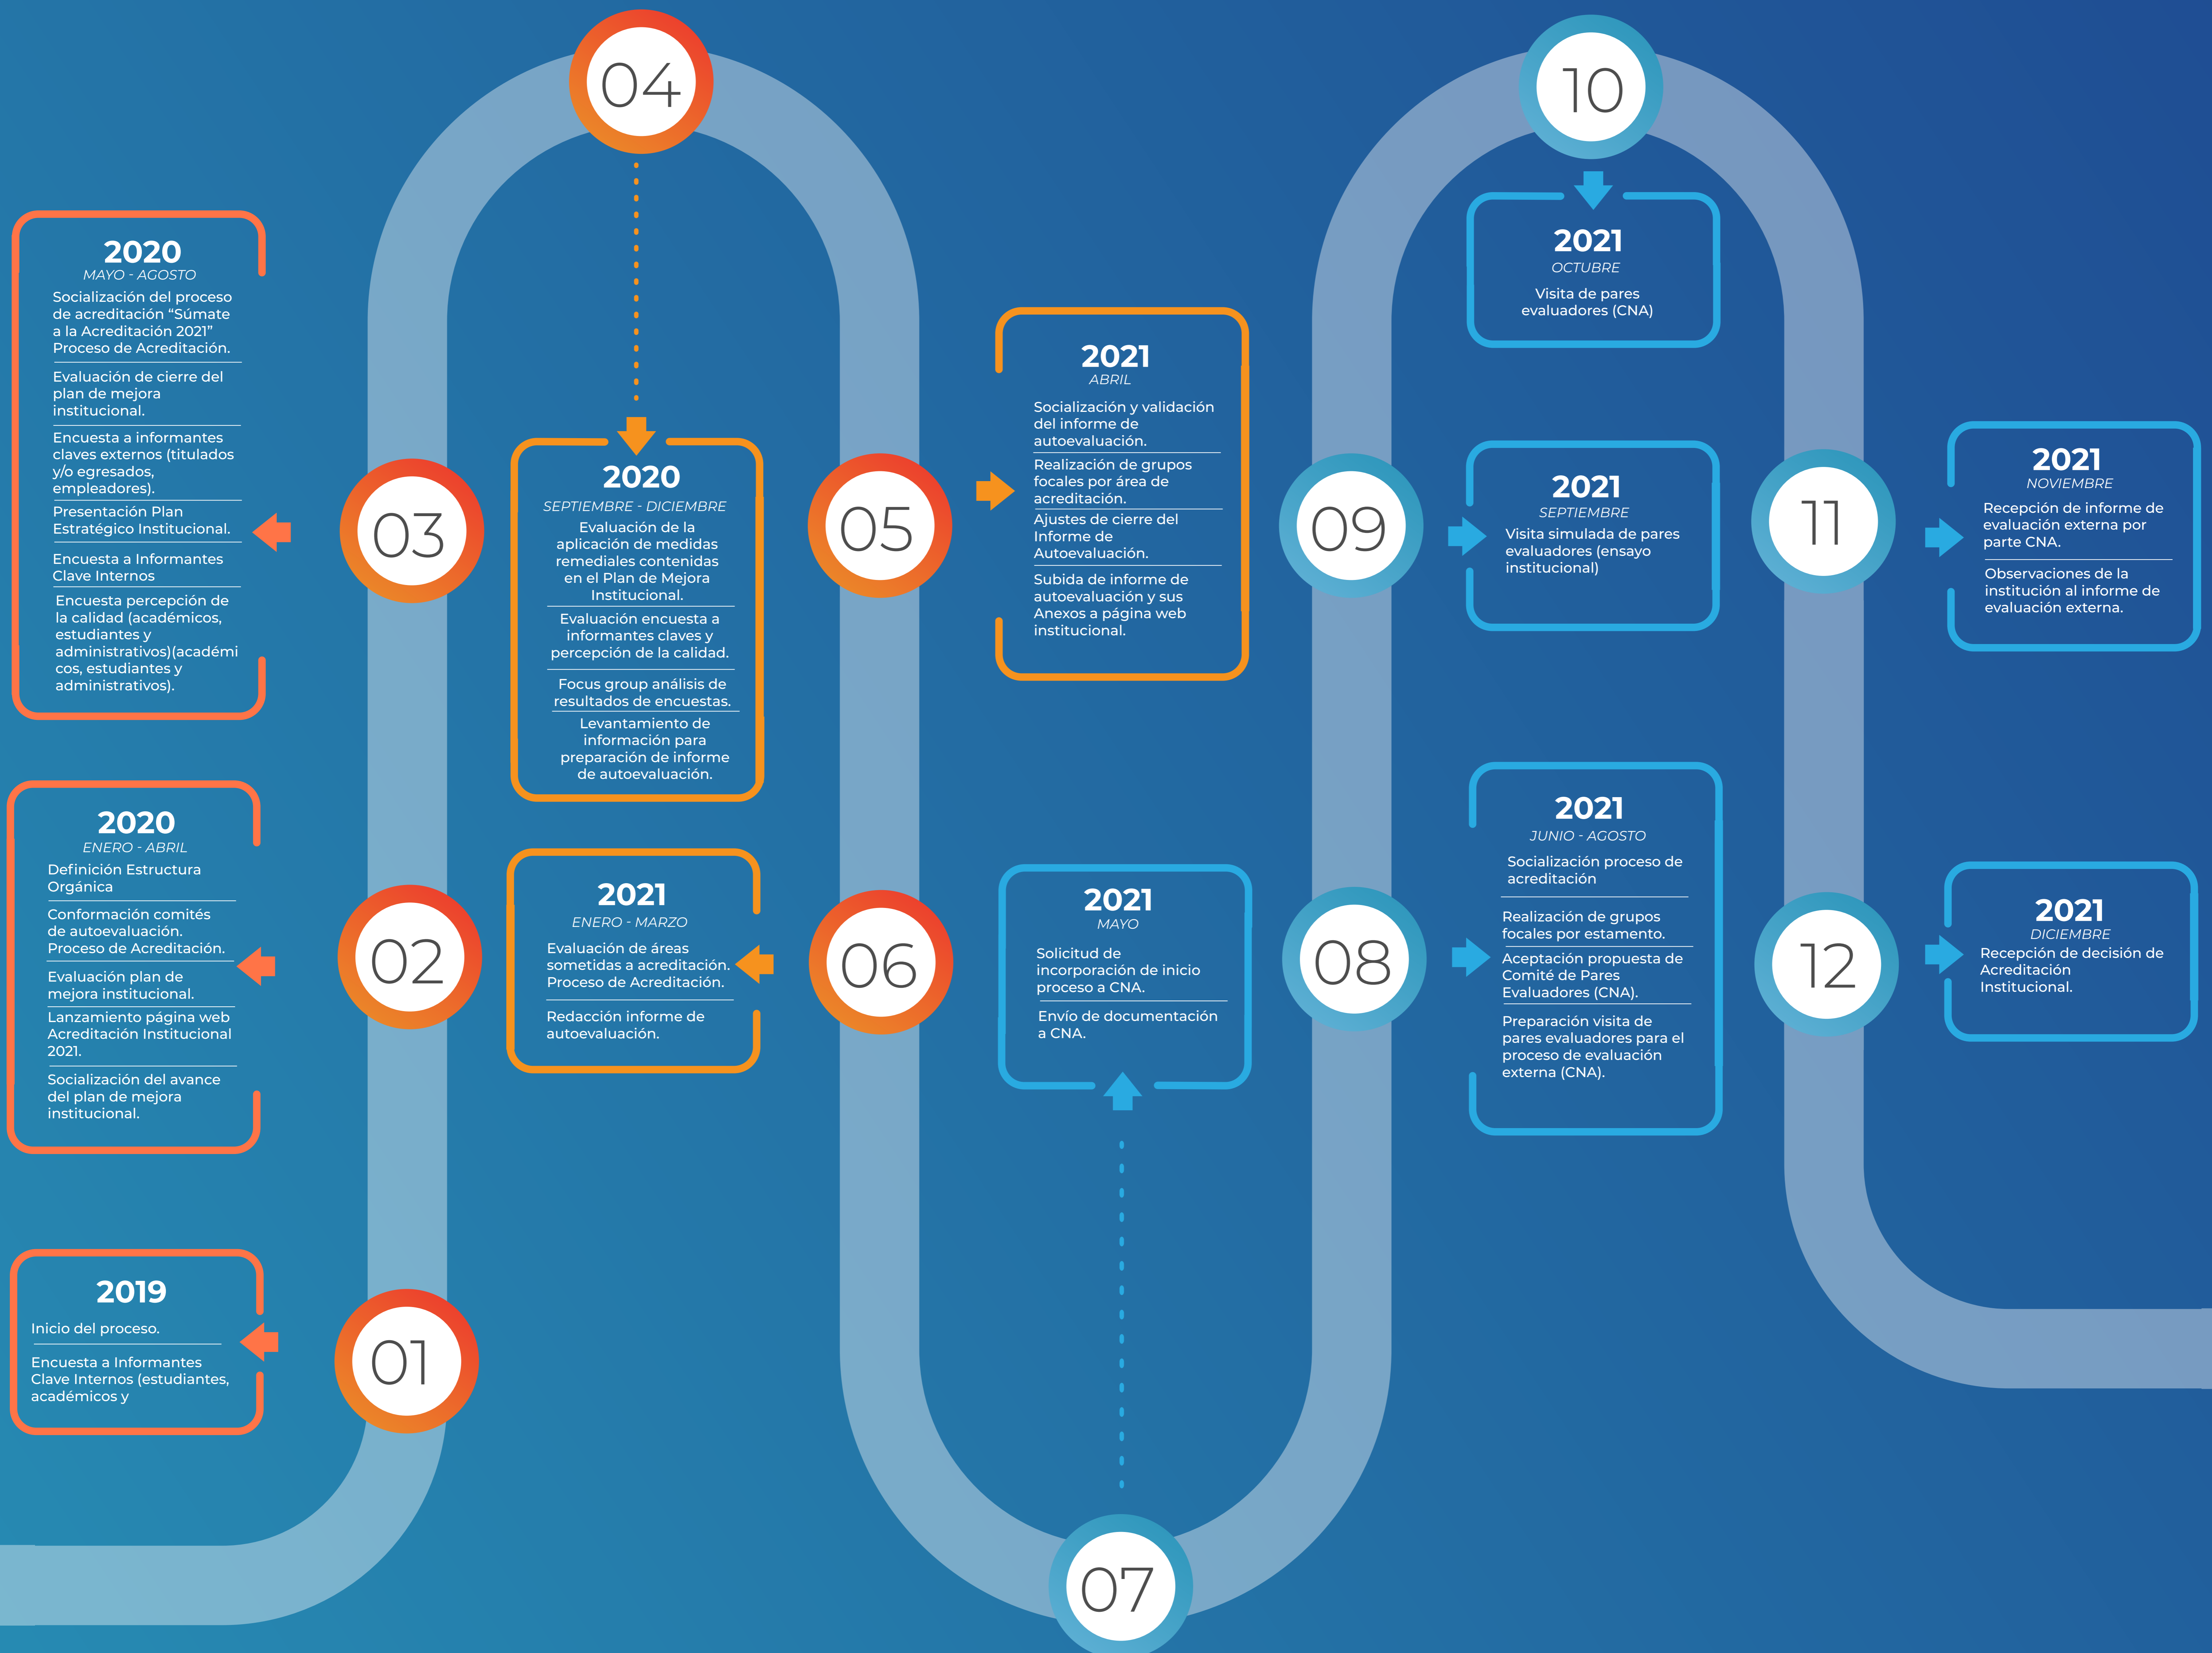 01
2019
Inicio del proceso.
Encuesta a Informantes
Clave Internos (estudiantes,
académicos y
02
2020
ENERO - ABRIL
Definición Estructura
Orgánica
Conformación comités
de autoevaluación.
Proceso de Acreditación.
Evaluación plan de
mejora institucional.
Lanzamiento página web
Acreditación Institucional
2021.
Socialización del avance
del plan de mejora
institucional.
03
2020
MAYO - AGOSTO
Socialización del proceso
de acreditación “Súmate
a la Acreditación 2021”
Proceso de Acreditación.
Evaluación de cierre del
plan de mejora
institucional.
Encuesta a informantes
claves externos (titulados
y/o egresados,
empleadores).
Presentación Plan
Estratégico Institucional.
Encuesta a Informantes
Clave Internos
Encuesta percepción de
la calidad (académicos,
estudiantes y
administrativos)(académi
cos, estudiantes y
administrativos).
04
2020
SEPTIEMBRE - DICIEMBRE
Evaluación de la
aplicación de medidas
remediales contenidas
en el Plan de Mejora
Institucional.
Evaluación encuesta a
informantes claves y
percepción de la calidad.
Focus group análisis de
resultados de encuestas.
Levantamiento de
información para
preparación de informe
de autoevaluación.
05
2021
ABRIL
Socialización y validación
del informe de
autoevaluación.
Realización de grupos
focales por área de
acreditación.
Ajustes de cierre del
Informe de
Autoevaluación.
Subida de informe de
autoevaluación y sus
Anexos a página web
institucional.
06
2021
ENERO - MARZO
Evaluación de áreas
sometidas a acreditación.
Proceso de Acreditación.
Redacción informe de
autoevaluación.
07
2021
MAYO
Solicitud de
incorporación de inicio
proceso a CNA.
Envío de documentación
a CNA.
08
2021
JUNIO - AGOSTO
Socialización proceso de
acreditación
Realización de grupos
focales por estamento.
Aceptación propuesta de
Comité de Pares
Evaluadores (CNA).
Preparación visita de
pares evaluadores para el
proceso de evaluación
externa (CNA).
09
2021
SEPTIEMBRE
Visita simulada de pares
evaluadores (ensayo
institucional)
10
2021
OCTUBRE
Visita de pares
evaluadores (CNA)
11
2021
NOVIEMBRE
Recepción de informe de
evaluación externa por
parte CNA.
Observaciones de la
institución al informe de
evaluación externa.
12
2021
DICIEMBRE
Recepción de decisión de
Acreditación
Institucional.